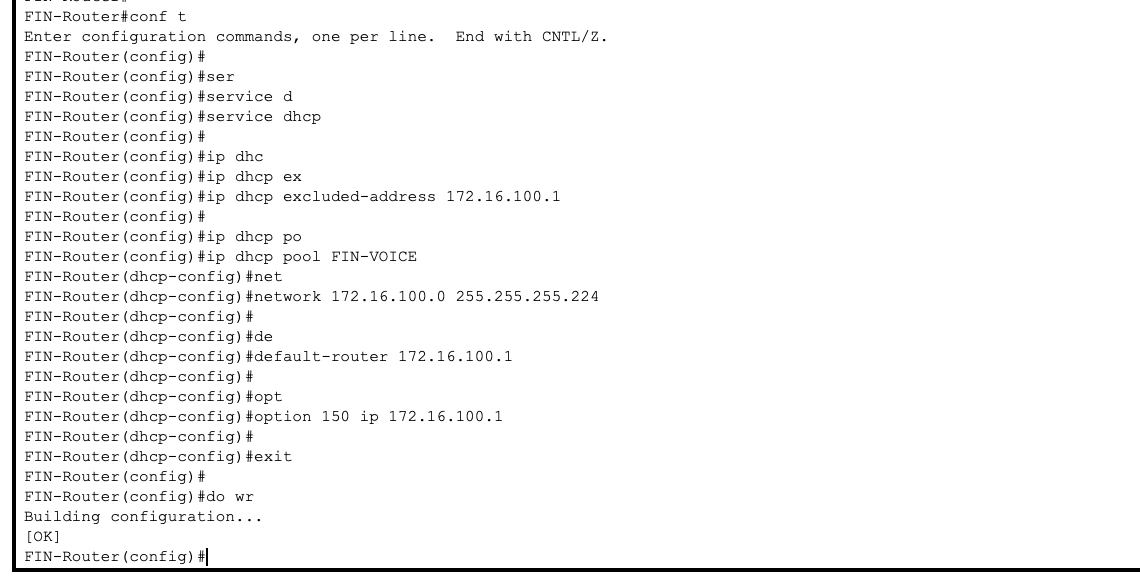 FIN-Router#conf t
Enter configuration commands, one per line.  End with CNTL/Z.
FIN-Router(config)#
FIN-Router(config)#ser
FIN-Router(config)#service d
FIN-Router(config)#service dhcp
FIN-Router(config)#
FIN-Router(config)#ip dhc
FIN-Router(config)#ip dhcp ex
FIN-Router(config)#ip dhcp excluded-address 172.16.100.1
FIN-Router(config)#
FIN-Router(config)#ip dhcp po
FIN-Router(config)#ip dhcp pool FIN-VOICE
FIN-Router(dhcp-config)#net
FIN-Router(dhcp-config)#network 172.16.100.0 255.255.255.224
FIN-Router(dhcp-config)#
FIN-Router(dhcp-config)#de
FIN-Router(dhcp-config)#default-router 172.16.100.1
FIN-Router(dhcp-config)#
FIN-Router(dhcp-config)#opt
FIN-Router(dhcp-config)#option 150 ip 172.16.100.1
FIN-Router(dhcp-config)#
FIN-Router(dhcp-config)#exit
FIN-Router(config)#
FIN-Router(config)#do wr
Building configuration...
[OK]
FIN-Router(config)#